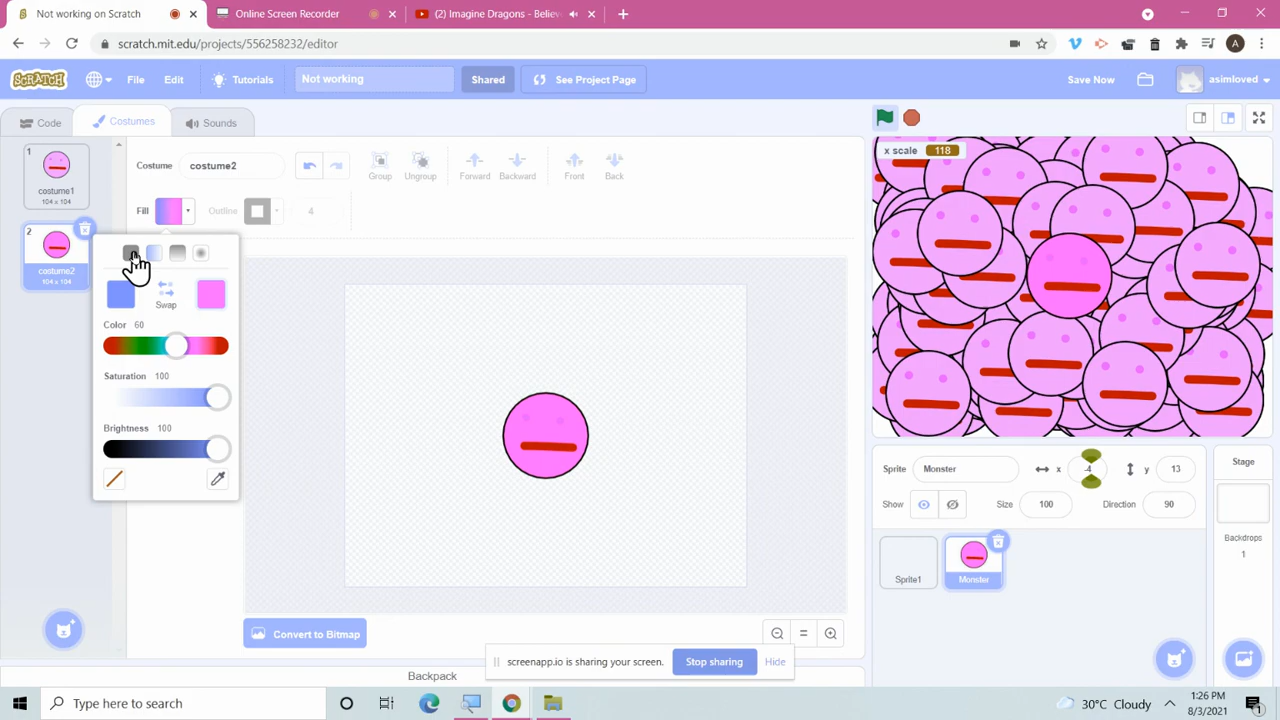 Not working on Scratch
Online Screen Recorder
(2) Imagine Dragons - Believ
scratch.mit.edu/projects/556258232/editor
A
SCRATCH
File
Edit
Tutorials
Not working
Shared
See Project Page
Save Now
asimloved
Code
Costumes
Sounds
1
costume1
104 x 104
2
costume2
104 x 104
Costume
costume2
Group
Ungroup
Forward
Backward
Front
Back
Fill
Outline
4
Swap
Color 60
Saturation 100
Brightness 100
Convert to Bitmap
x scale 118
Sprite
Monster
x
-4
y
13
Show
Size
100
Direction
90
Sprite1
Monster
Stage
Backdrops
1
Backpack
screenapp.io is sharing your screen.
Stop sharing
Hide
Type here to search
30°C Cloudy
1:26 PM
8/3/2021
1